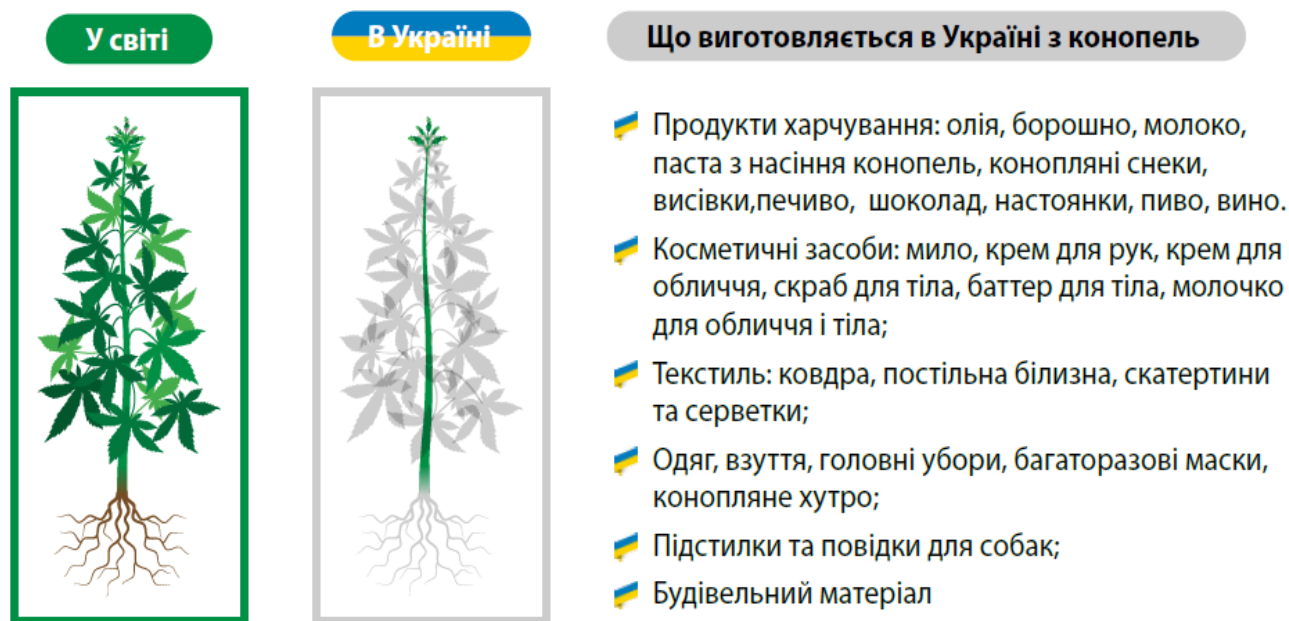 У світі
В Україні
Що виготовляється в Україні з конопель
Продукти харчування: олія, борошно, молоко,
паста з насіння конопель, конопляні снеки,
висівки,печиво, шоколад, настоянки, пиво, вино.
Косметичні засоби: мило, крем для рук, крем для
обличчя, скраб для тіла, баттер для тіла, молочко
для обличчя і тіла;
Текстиль: ковдра, постільна білизна, скатертини
та серветки;
Одяг, взуття, головні убори, багаторазові маски,
конопляне хутро;
Підстилки та повідки для собак;
Будівельний матеріал